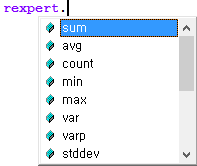 rexpert.
sum
avg
count
min
max
var
varp
stddev